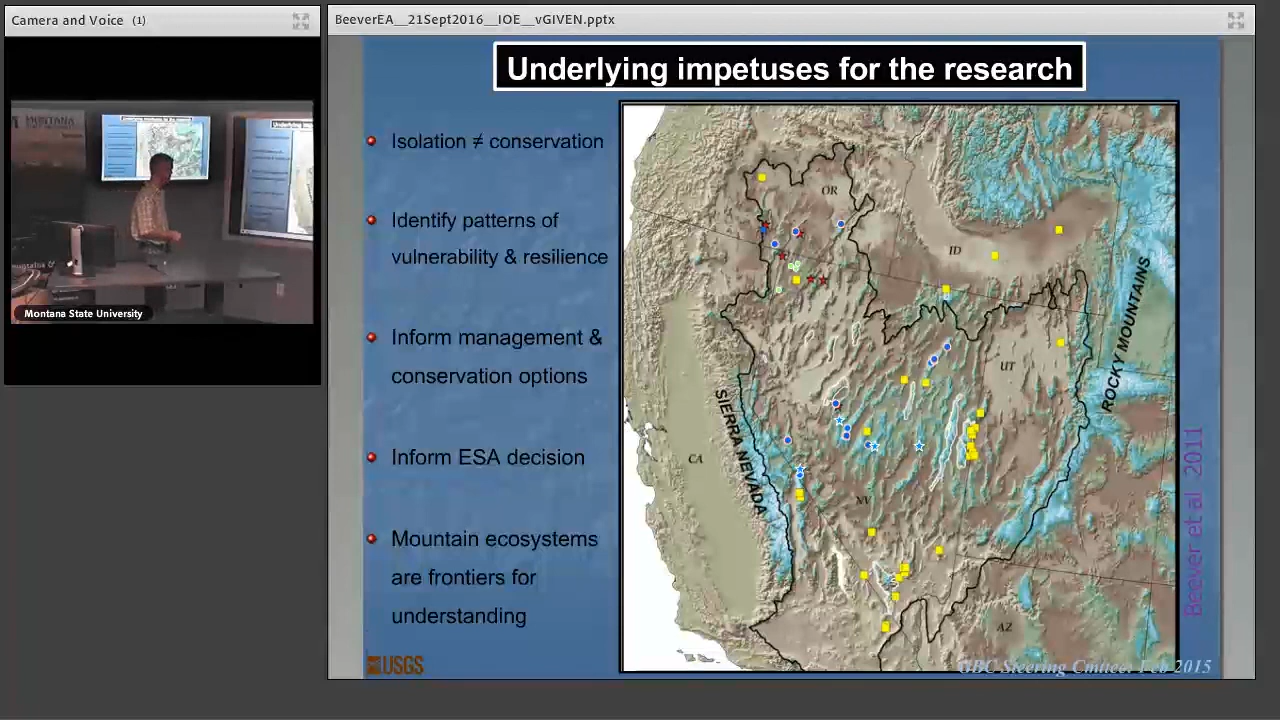 Camera and Voice (1)
BeeverEA__21Sept2016__IOE__vGIVEN.pptx
Underlying impetuses for the research
Isolation ≠ conservation
Identify patterns of
vulnerability & resilience
Inform management &
conservation options
Inform ESA decision
Mountain ecosystems
are frontiers for
understanding
USGS
OR
ID
UT
CA
NV
AZ
SIERRA NEVADA
ROCKY MOUNTAINS
Beever et al 2011
GBC Steering Cmttee: Feb 2015
MONTANA
Montana State University